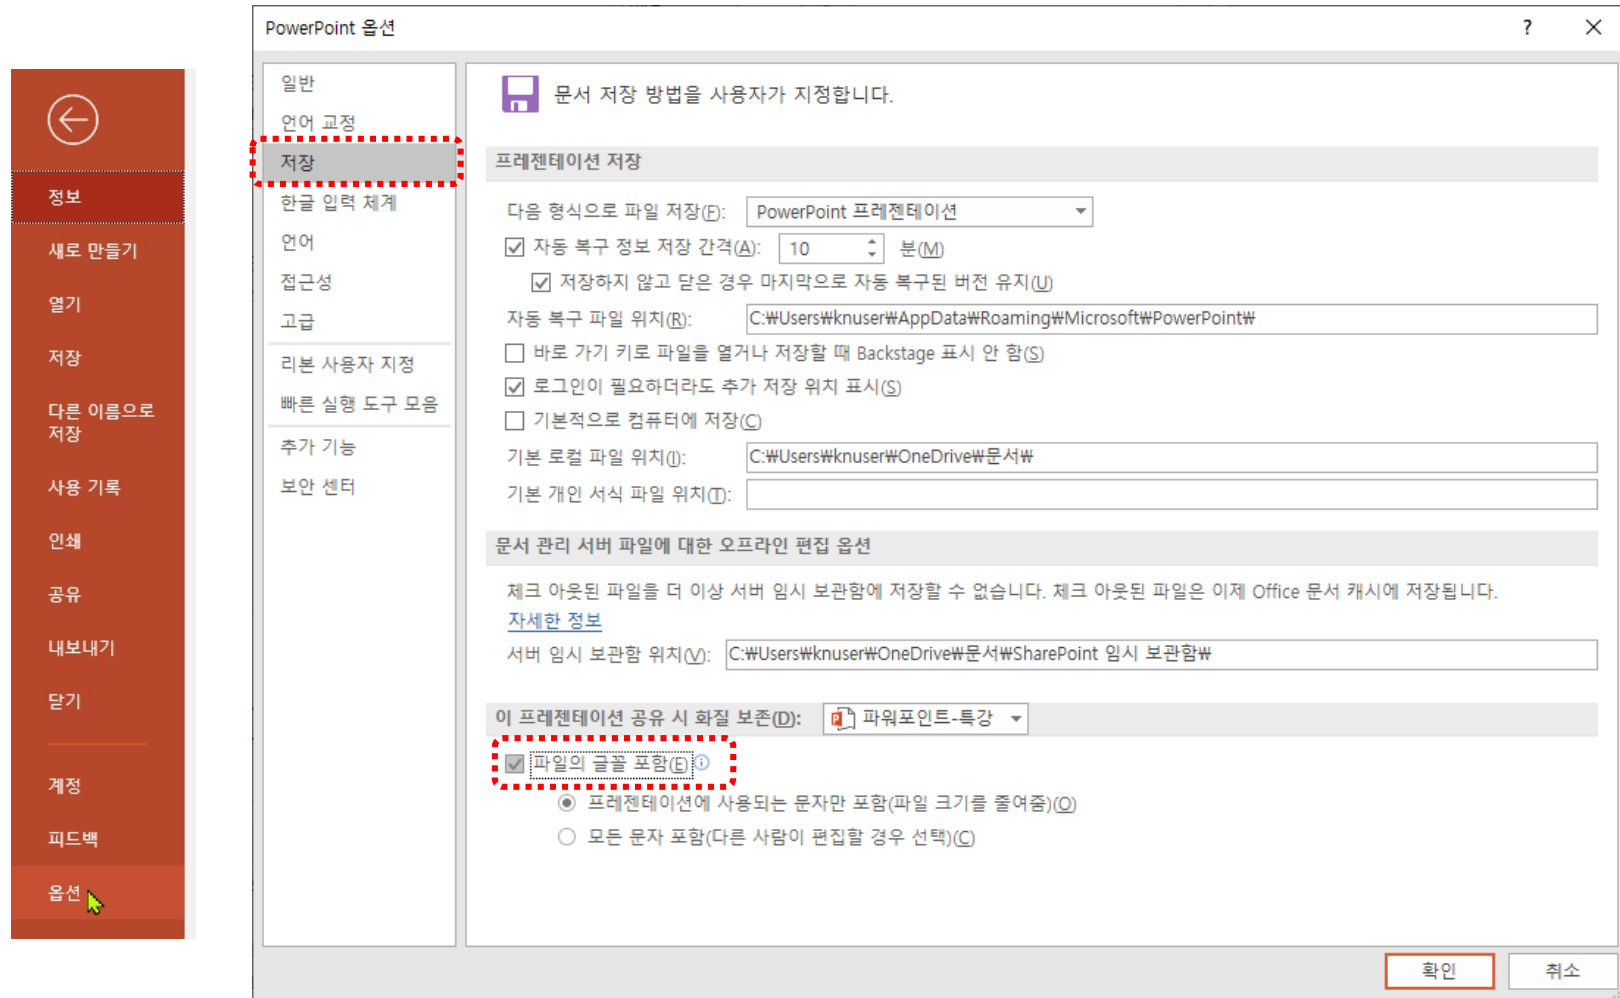 정보
새로 만들기
열기
저장
다른 이름으로
저장
사용 기록
인쇄
공유
내보내기
닫기
계정
피드백
옵션
PowerPoint 옵션
?
일반
언어 교정
저장
한글 입력 체계
언어
접근성
고급
리본 사용자 지정
빠른 실행 도구 모음
추가 기능
보안 센터
문서 저장 방법을 사용자가 지정합니다.
프레젠테이션 저장
다음 형식으로 파일 저장(F): PowerPoint 프레젠테이션
자동 복구 정보 저장 간격(A): 10 분(M)
저장하지 않고 닫은 경우 마지막으로 자동 복구된 버전 유지(U)
자동 복구 파일 위치(R): C:₩Users₩knuser₩AppData₩Roaming₩Microsoft₩PowerPoint₩
바로 가기 키로 파일을 열거나 저장할 때 Backstage 표시 안 함(S)
로그인이 필요하더라도 추가 저장 위치 표시(S)
기본적으로 컴퓨터에 저장(C)
기본 로컬 파일 위치(I): C:₩Users₩knuser₩OneDrive₩문서₩
기본 개인 서식 파일 위치(T):
문서 관리 서버 파일에 대한 오프라인 편집 옵션
체크 아웃된 파일을 더 이상 서버 임시 보관함에 저장할 수 없습니다. 체크 아웃된 파일은 이제 Office 문서 캐시에 저장됩니다.
자세한 정보
서버 임시 보관함 위치(V): C:₩Users₩knuser₩OneDrive₩문서₩SharePoint 임시 보관함₩
이 프레젠테이션 공유 시 화질 보존(D): 파워포인트-특강
파일의 글꼴 포함(E)
프레젠테이션에 사용되는 문자만 포함(파일 크기를 줄여줌)(O)
모든 문자 포함(다른 사람이 편집할 경우 선택)(C)
확인
취소